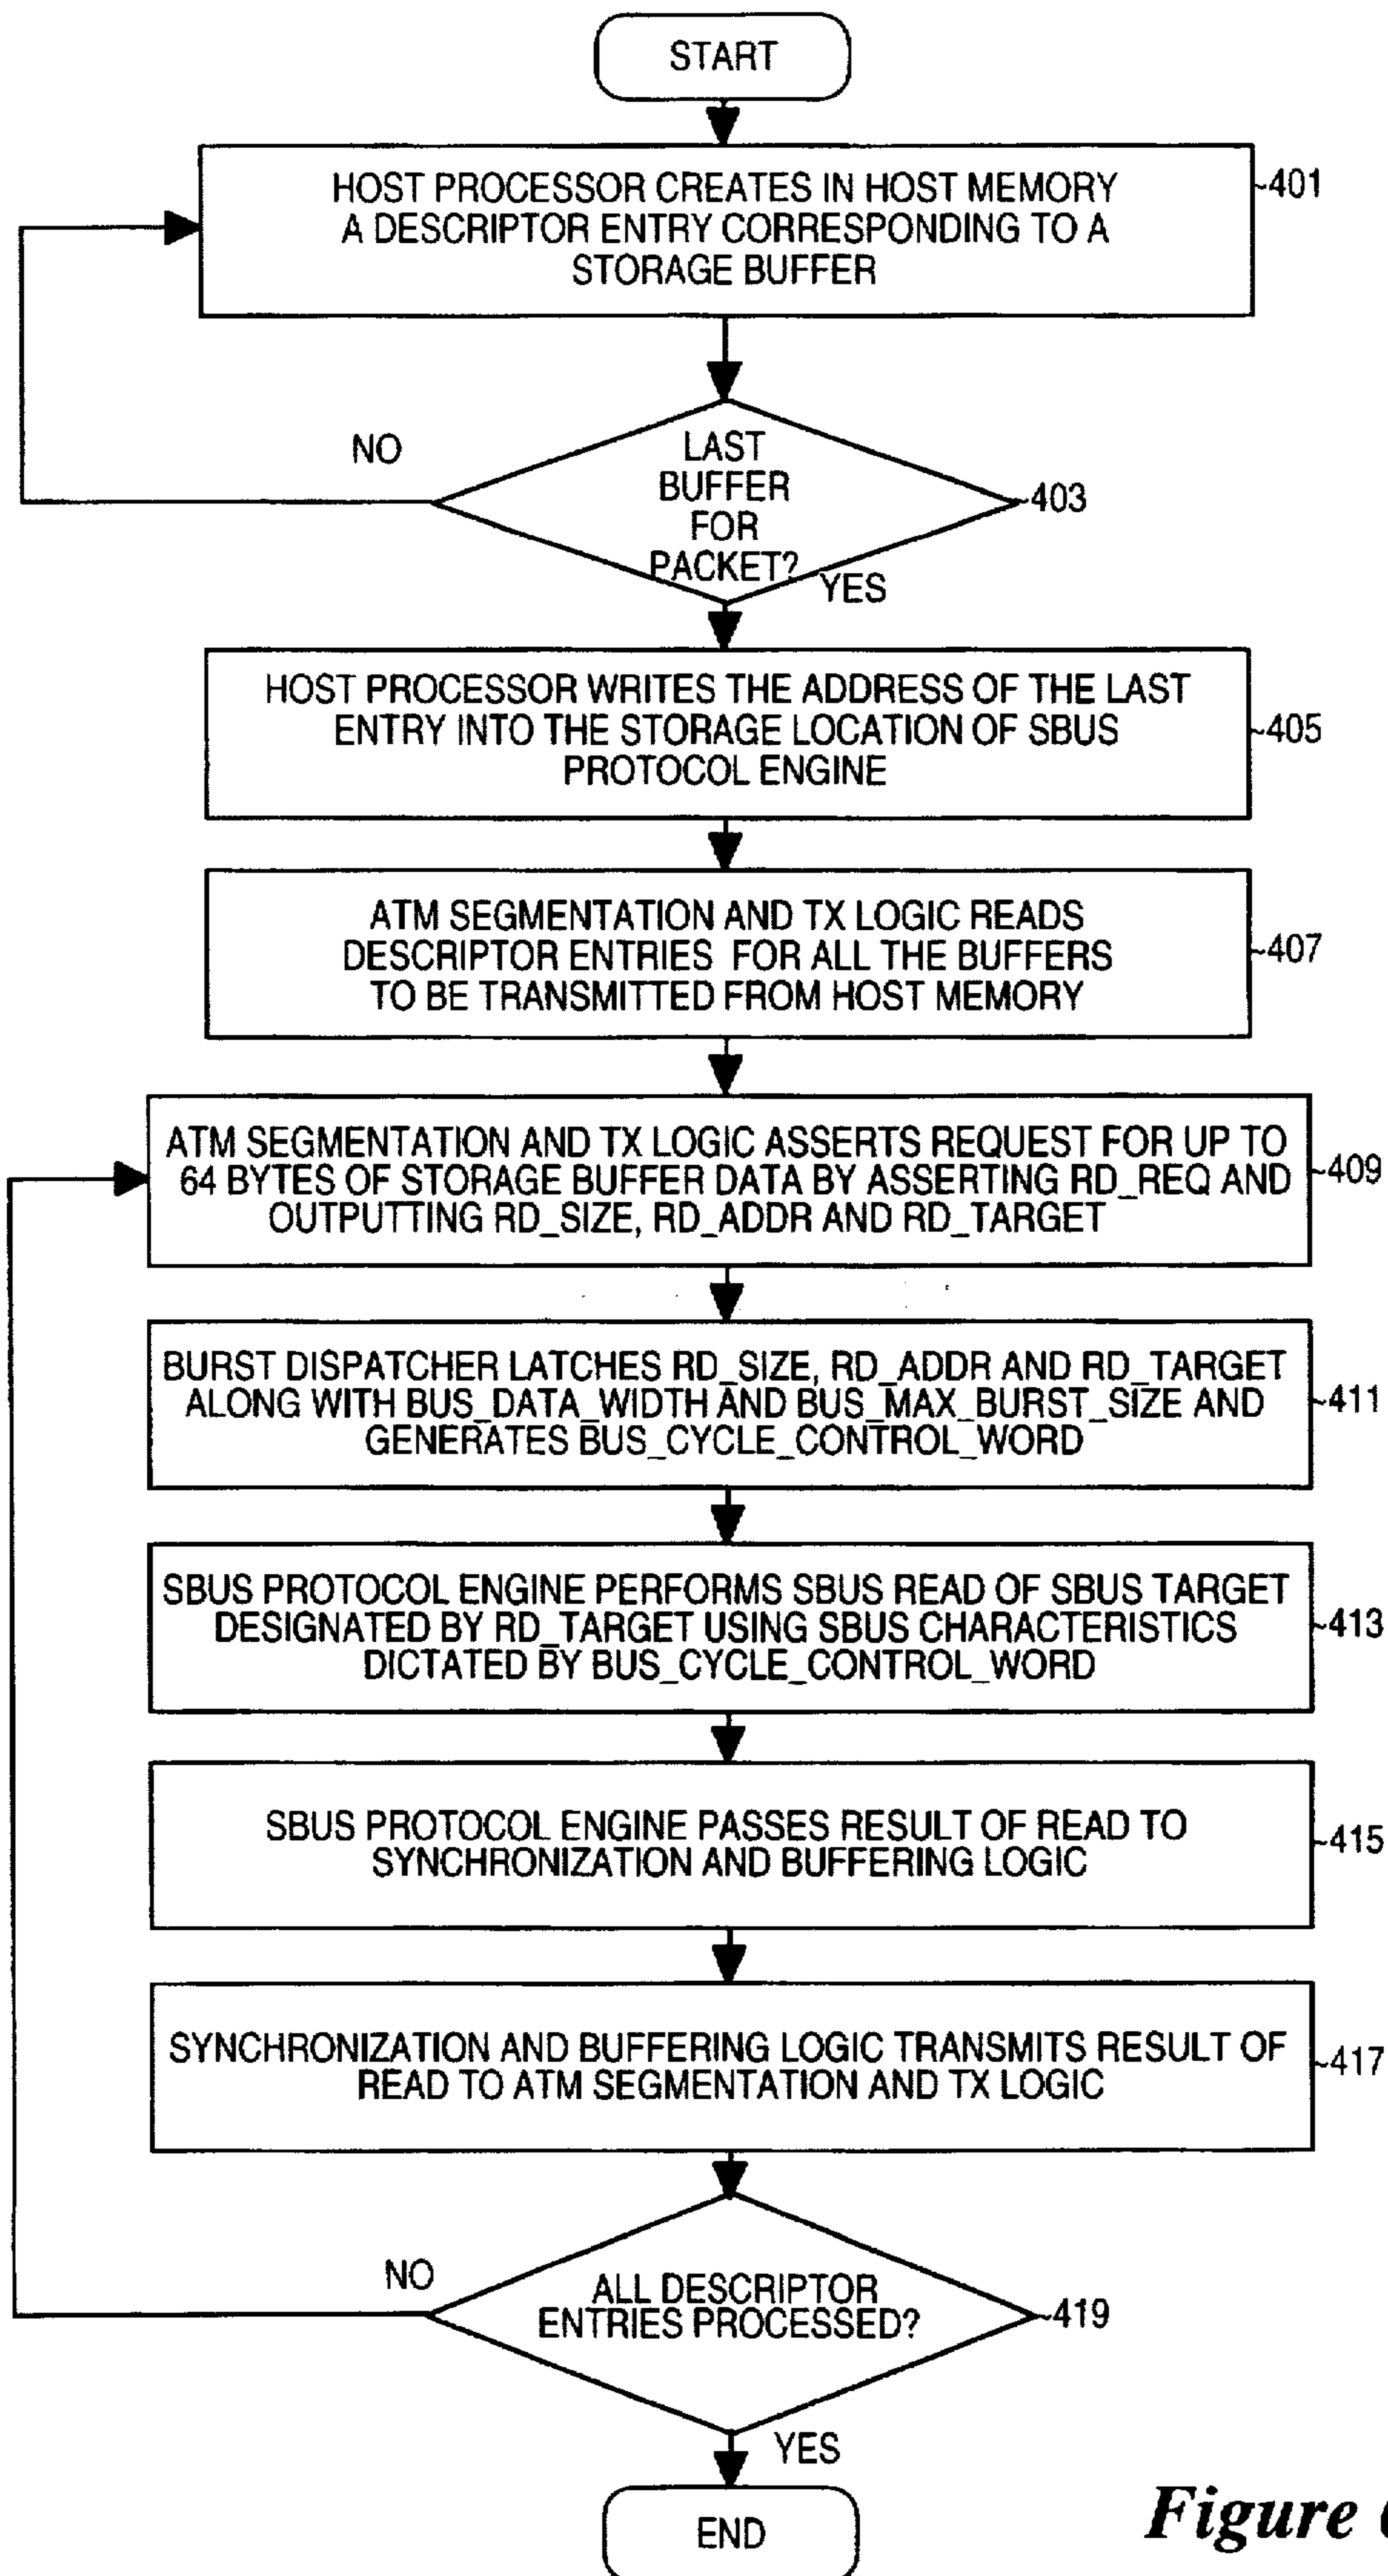 START
HOST PROCESSOR CREATES IN HOST MEMORY
A DESCRIPTOR ENTRY CORRESPONDING TO A
STORAGE BUFFER
401
NO
LAST
BUFFER
FOR
PACKET?
403
YES
HOST PROCESSOR WRITES THE ADDRESS OF THE LAST
ENTRY INTO THE STORAGE LOCATION OF SBUS
PROTOCOL ENGINE
405
ATM SEGMENTATION AND TX LOGIC READS
DESCRIPTOR ENTRIES FOR ALL THE BUFFERS
TO BE TRANSMITTED FROM HOST MEMORY
407
ATM SEGMENTATION AND TX LOGIC ASSERTS REQUEST FOR UP TO
64 BYTES OF STORAGE BUFFER DATA BY ASSERTING RD_REQ AND
OUTPUTTING RD_SIZE, RD_ADDR AND RD_TARGET
409
BURST DISPATCHER LATCHES RD_SIZE, RD_ADDR AND RD_TARGET
ALONG WITH BUS_DATA_WIDTH AND BUS_MAX_BURST_SIZE AND
GENERATES BUS_CYCLE_CONTROL_WORD
411
SBUS PROTOCOL ENGINE PERFORMS SBUS READ OF SBUS TARGET
DESIGNATED BY RD_TARGET USING SBUS CHARACTERISTICS
DICTATED BY BUS_CYCLE_CONTROL_WORD
413
SBUS PROTOCOL ENGINE PASSES RESULT OF READ TO
SYNCHRONIZATION AND BUFFERING LOGIC
415
SYNCHRONIZATION AND BUFFERING LOGIC TRANSMITS RESULT OF
READ TO ATM SEGMENTATION AND TX LOGIC
417
NO
ALL DESCRIPTOR
ENTRIES PROCESSED?
419
YES
END
Figure